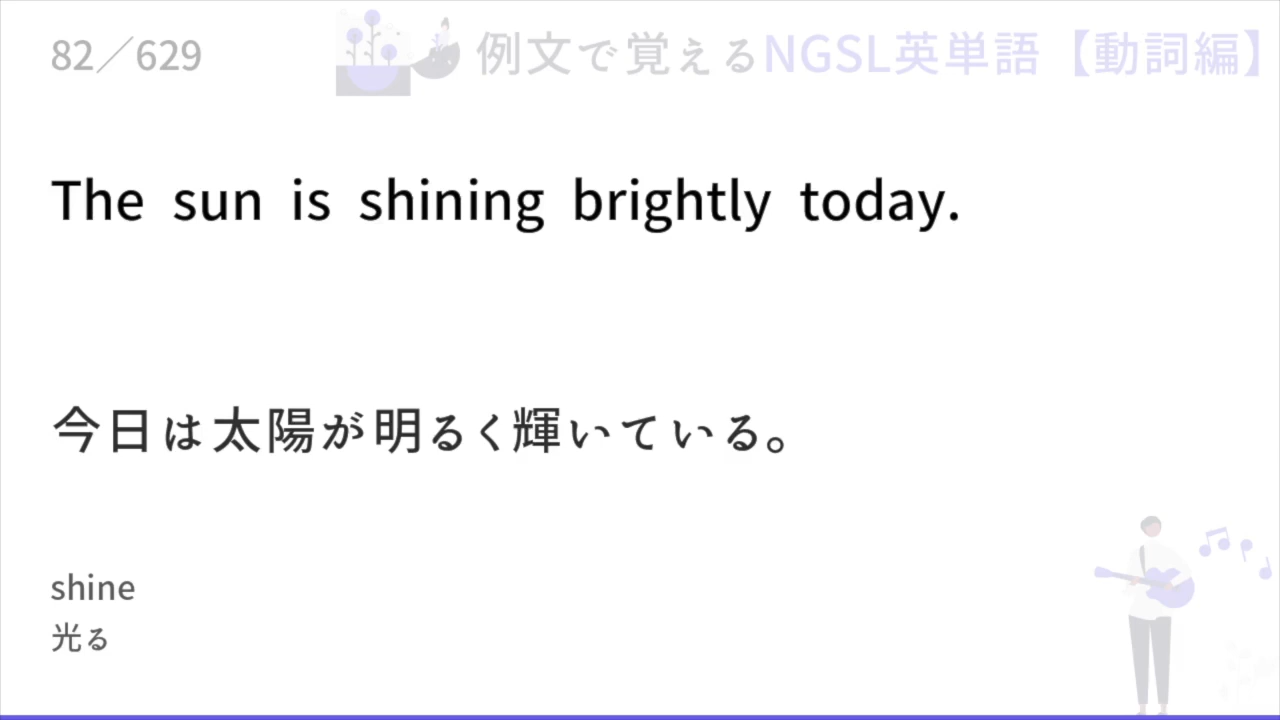 82／629
例文で覚えるNGSL英単語【動詞編】
The sun is shining brightly today.
今日は太陽が明るく輝いている。
shine
光る